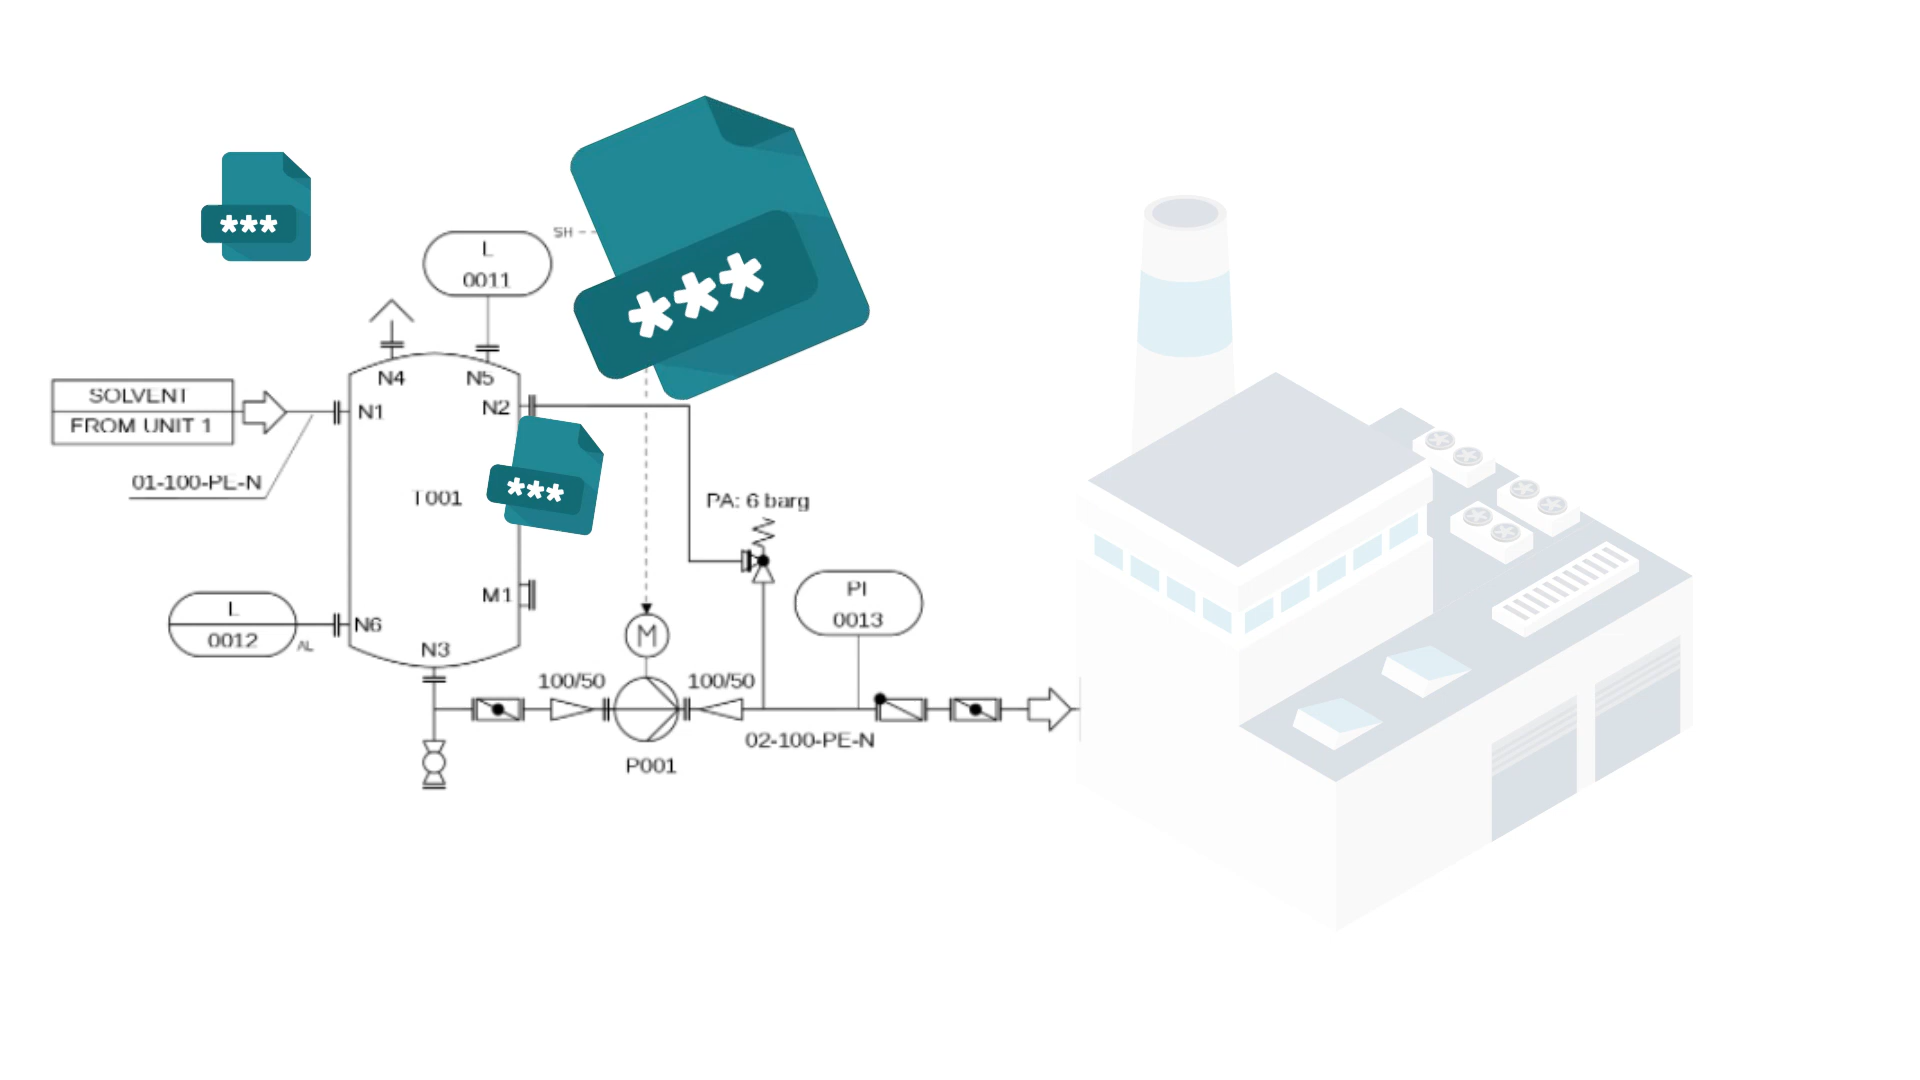 ***
***
L
0011
SH
N4
N5
SOLVENT
FROM UNIT 1
N1
N2
01-100-PE-N
T001
***
PA: 6 barg
L
0012
AL
N6
M1
N3
M
PI
0013
100/50
100/50
02-100-PE-N
P001